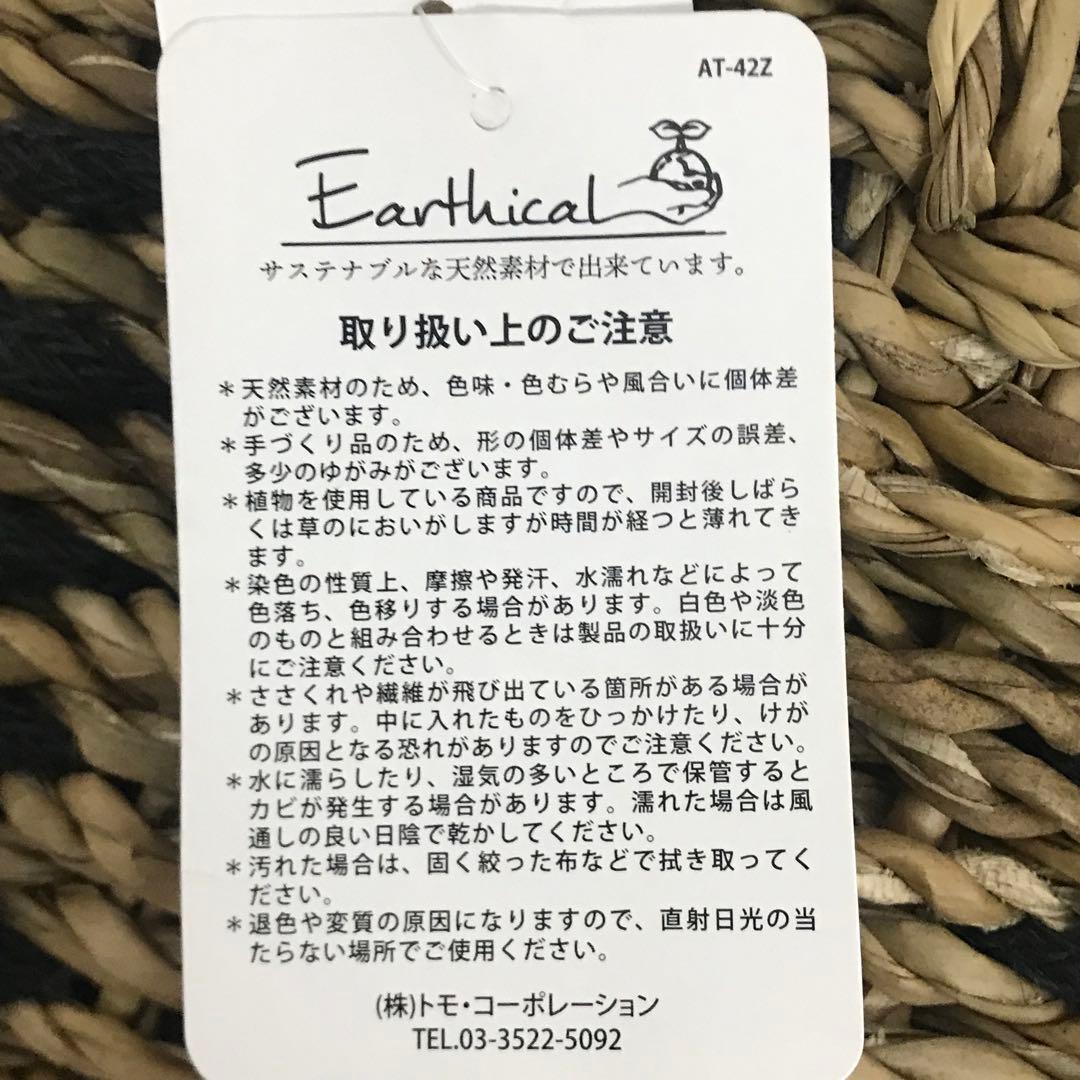 AT-42Z
Earthical
サステナブルな天然素材で出来ています。
取り扱い上のご注意
＊天然素材のため、色味・色むらや風合いに個体差
がございます。
＊手づくり品のため、形の個体差やサイズの誤差、
多少のゆがみがございます。
＊植物を使用している商品ですので、開封後しばら
くは草のにおいがしますが時間が経つと薄れてき
ます。
＊染色の性質上、摩擦や発汗、水濡れなどによって
色落ち、色移りする場合があります。白色や淡色
のものと組み合わせるときは製品の取扱いに十分
にご注意ください。
＊ささくれや繊維が飛び出ている箇所がある場合が
あります。中に入れたものをひっかけたり、けが
の原因となる恐れがありますのでご注意ください。
＊水に濡らしたり、湿気の多いところで保管すると
カビが発生する場合があります。濡れた場合は風
通しの良い日陰で乾かしてください。
＊汚れた場合は、固く絞った布などで拭き取ってく
ださい。
＊退色や変質の原因になりますので、直射日光の当
たらない場所でご使用ください。
(株)トモ・コーポレーション
TEL.03-3522-5092